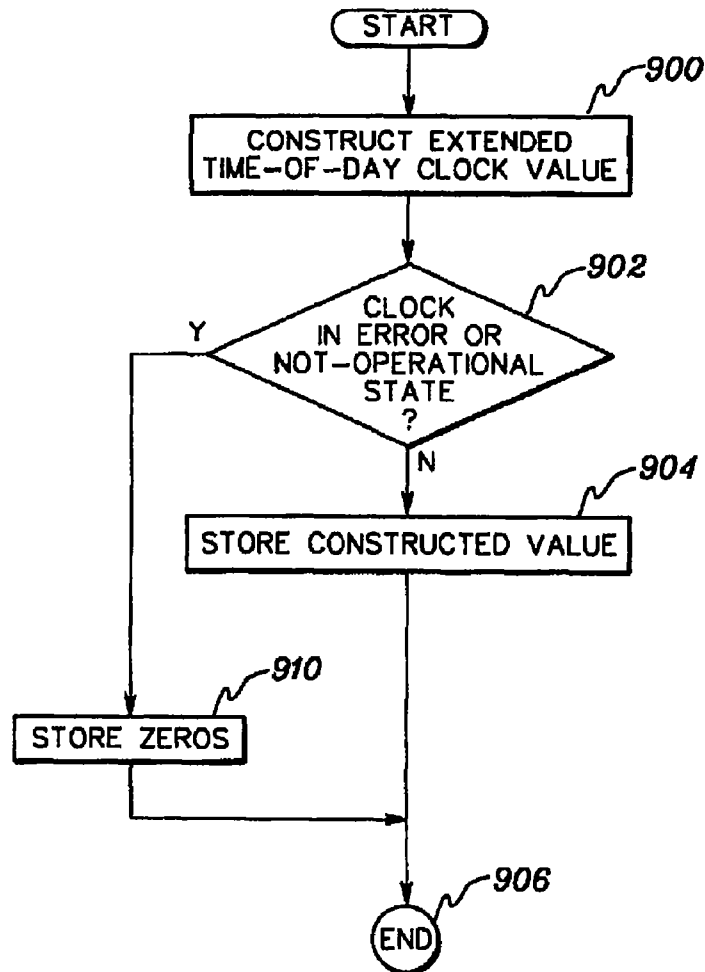 START
900
CONSTRUCT EXTENDED
TIME-OF-DAY CLOCK VALUE
902
CLOCK
IN ERROR OR
NOT-OPERATIONAL
STATE
?
Y
N
904
STORE CONSTRUCTED VALUE
910
STORE ZEROS
906
END